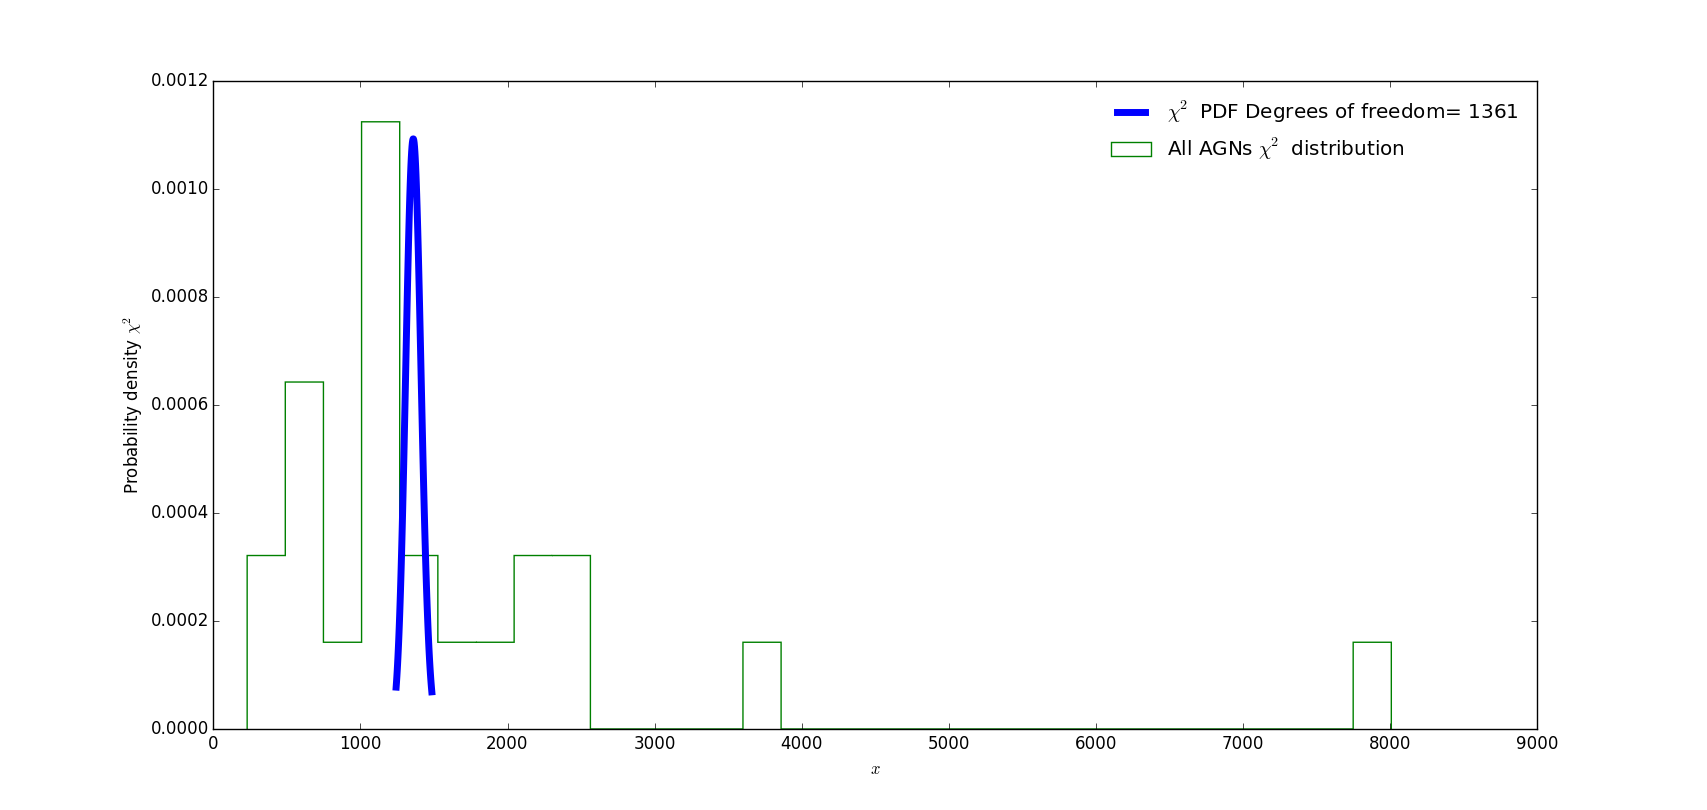 0.0012
0.0010
0.0008
0.0006
0.0004
0.0002
0.0000
Probability density χ²
0 1000 2000 3000 4000 5000 6000 7000 8000 9000
x
χ² PDF Degrees of freedom= 1361
All AGNs χ² distribution